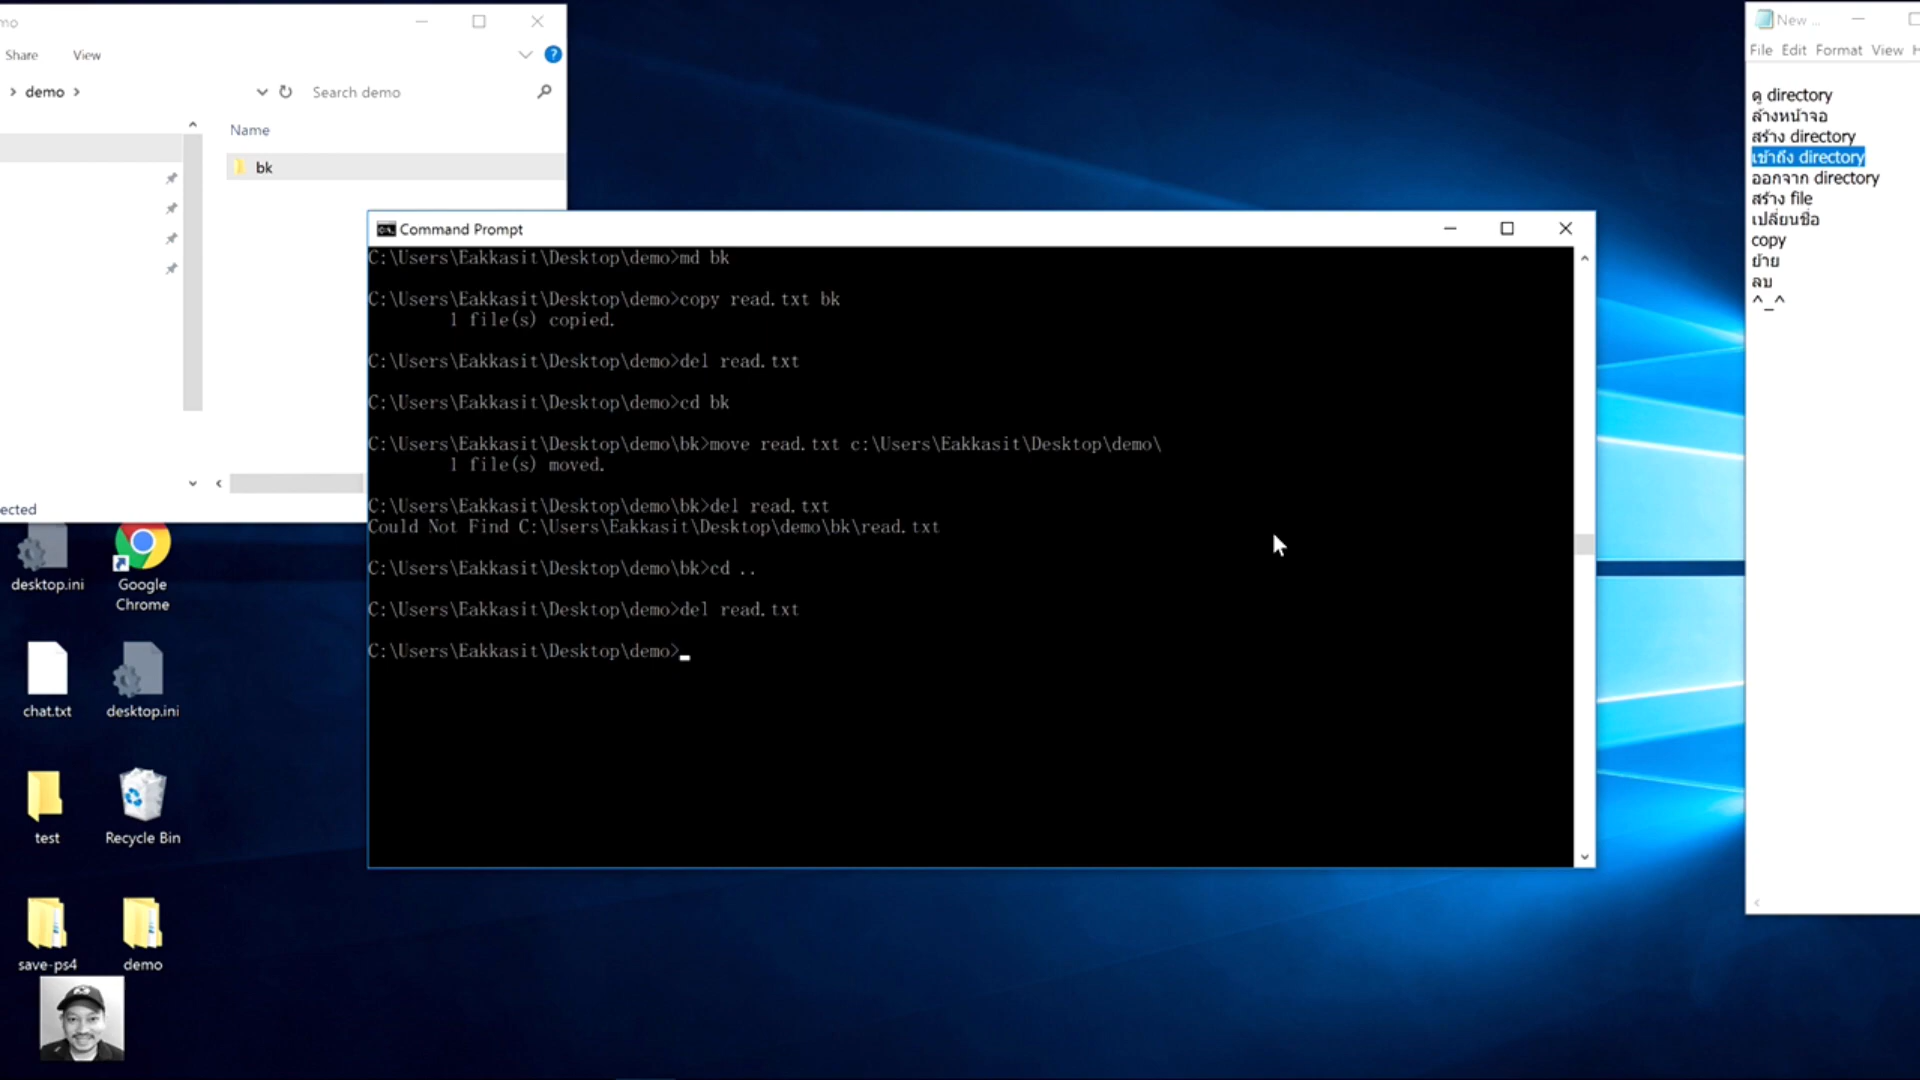 mo
Share View
demo
Search demo
Name
bk
ected
desktop.ini
Google
Chrome
chat.txt
desktop.ini
test
Recycle Bin
save-ps4
demo
Command Prompt
C:\Users\Eakkasit\Desktop\demo>md bk
C:\Users\Eakkasit\Desktop\demo>copy read.txt bk
1 file(s) copied.
C:\Users\Eakkasit\Desktop\demo>del read.txt
C:\Users\Eakkasit\Desktop\demo>cd bk
C:\Users\Eakkasit\Desktop\demo\bk>move read.txt c:\Users\Eakkasit\Desktop\demo\
1 file(s) moved.
C:\Users\Eakkasit\Desktop\demo\bk>del read.txt
Could Not Find C:\Users\Eakkasit\Desktop\demo\bk\read.txt
C:\Users\Eakkasit\Desktop\demo\bk>cd ..
C:\Users\Eakkasit\Desktop\demo>del read.txt
C:\Users\Eakkasit\Desktop\demo>
New ...
File Edit Format View H
ดู directory
ล้างหน้าจอ
สร้าง directory
เข้าถึง directory
ออกจาก directory
สร้าง file
เปลี่ยนชื่อ
copy
ย้าย
ลบ
^_^